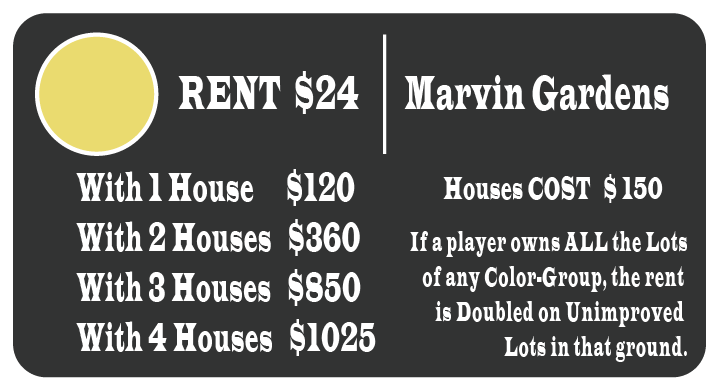 RENT $24
Marvin Gardens
With 1 House $120
With 2 Houses $360
With 3 Houses $850
With 4 Houses $1025
Houses COST $150
If a player owns ALL the Lots
of any Color-Group, the rent
is Doubled on Unimproved
Lots in that ground.